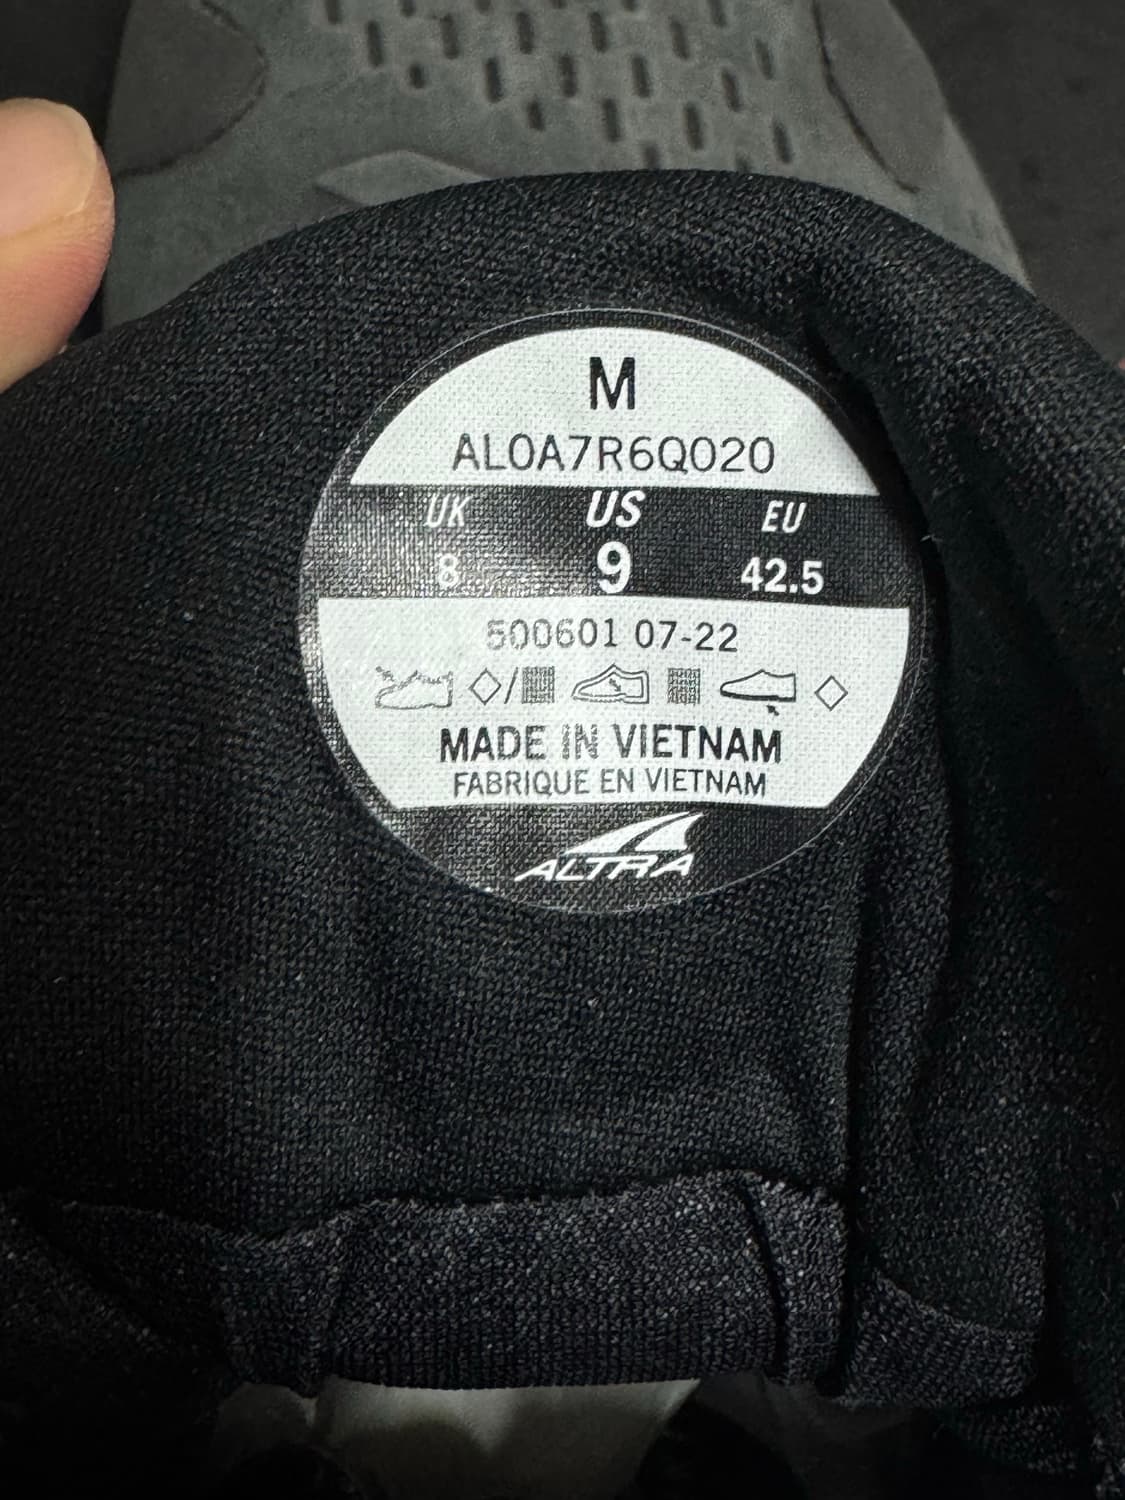 M
AL0A7R6Q020
UK US EU
8 9 42.5
500601 07-22
MADE IN VIETNAM
FABRIQUE EN VIETNAM
ALTRA